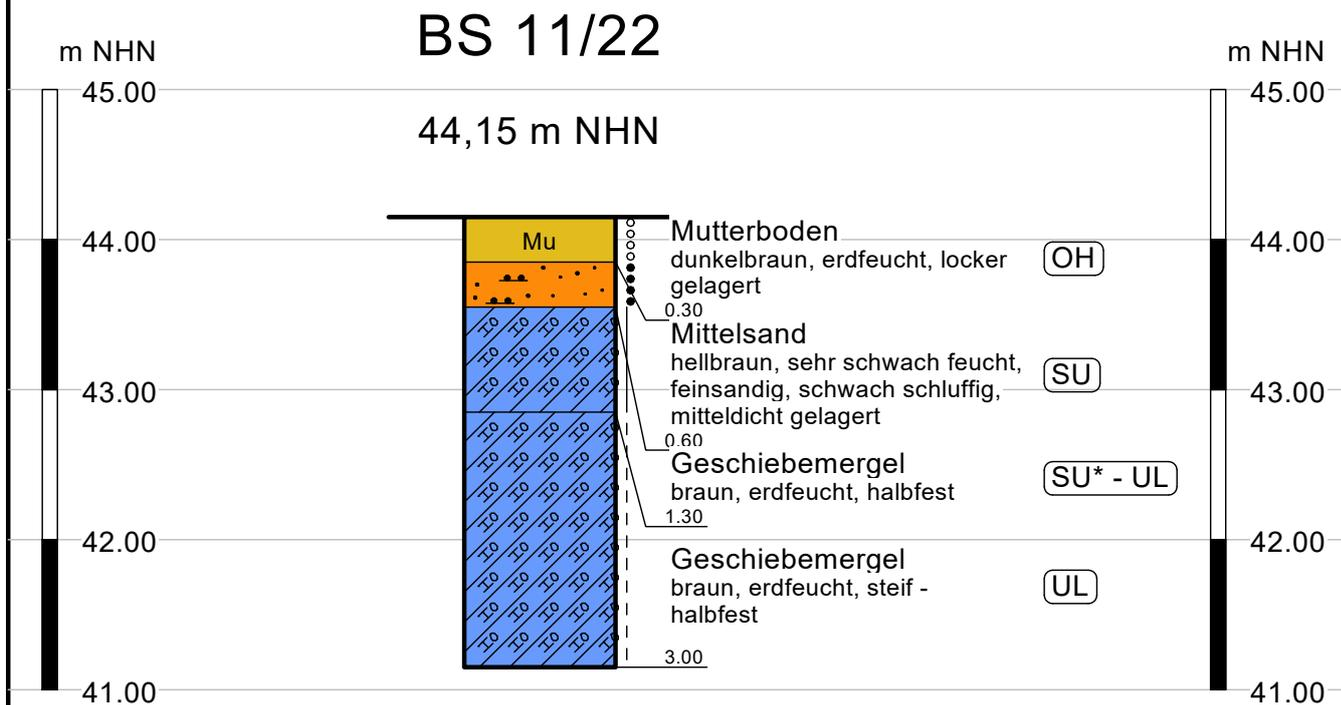 BS 11/22
m NHN
m NHN
45.00
45.00
44,15 m NHN
44.00
44.00
Mu
Mutterboden
dunkelbraun, erdfeucht, locker
gelagert
OH
0.30
Mittelsand
hellbraun, sehr schwach feucht,
feinsandig, schwach schluffig,
mitteldicht gelagert
SU
43.00
43.00
0.60
Geschiebemergel
braun, erdfeucht, halbfest
SU* - UL
1.30
42.00
42.00
Geschiebemergel
braun, erdfeucht, steif -
halbfest
UL
3.00
41.00
41.00